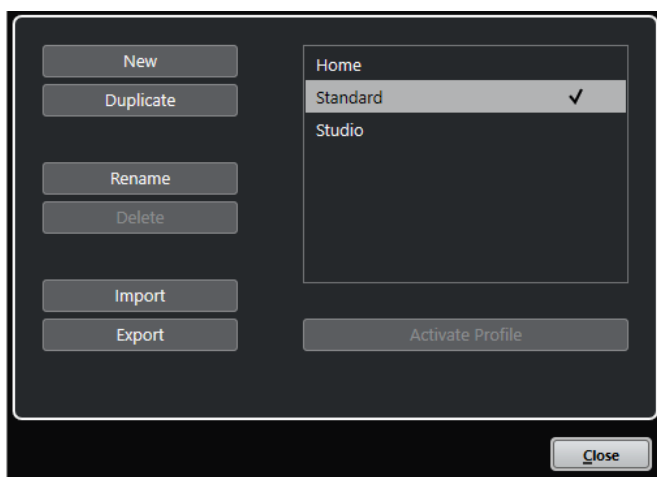 New
Duplicate
Rename
Delete
Import
Export
Home
Standard
Studio
Activate Profile
Close